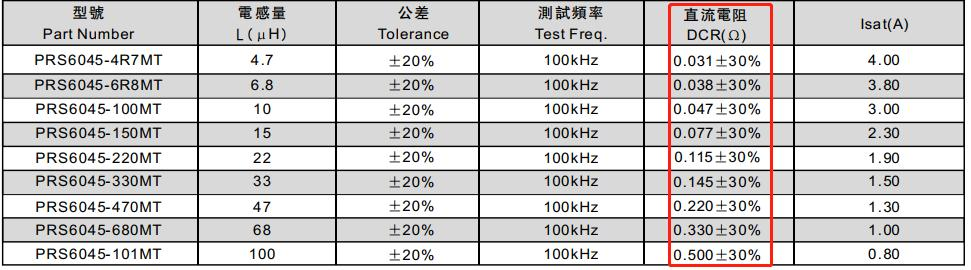 型號 電感量 公差 測試頻率 直流電阻 Isat(A)
Part Number L(μH) Tolerance Test Freq. DCR(Ω)
PRS6045-4R7MT 4.7 ±20% 100kHz 0.031±30% 4.00
PRS6045-6R8MT 6.8 ±20% 100kHz 0.038±30% 3.80
PRS6045-100MT 10 ±20% 100kHz 0.047±30% 3.00
PRS6045-150MT 15 ±20% 100kHz 0.077±30% 2.30
PRS6045-220MT 22 ±20% 100kHz 0.115±30% 1.90
PRS6045-330MT 33 ±20% 100kHz 0.145±30% 1.50
PRS6045-470MT 47 ±20% 100kHz 0.220±30% 1.30
PRS6045-680MT 68 ±20% 100kHz 0.330±30% 1.00
PRS6045-101MT 100 ±20% 100kHz 0.500±30% 0.80